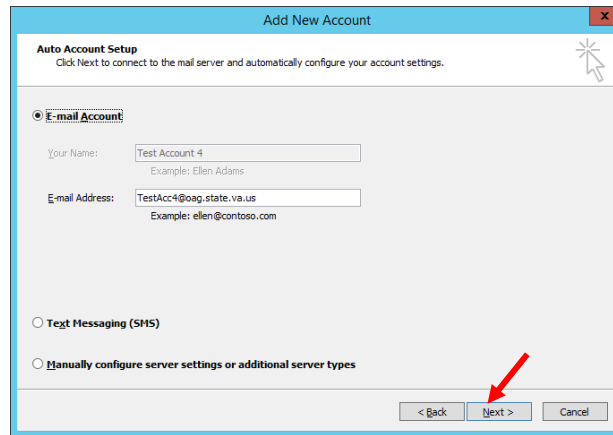 Add New Account
x
Auto Account Setup
Click Next to connect to the mail server and automatically configure your account settings.
E-mail Account
Your Name:
Test Account 4
Example: Ellen Adams
E-mail Address:
TestAcc4@oag.state.va.us
Example: ellen@contoso.com
Text Messaging (SMS)
Manually configure server settings or additional server types
< Back
Next >
Cancel